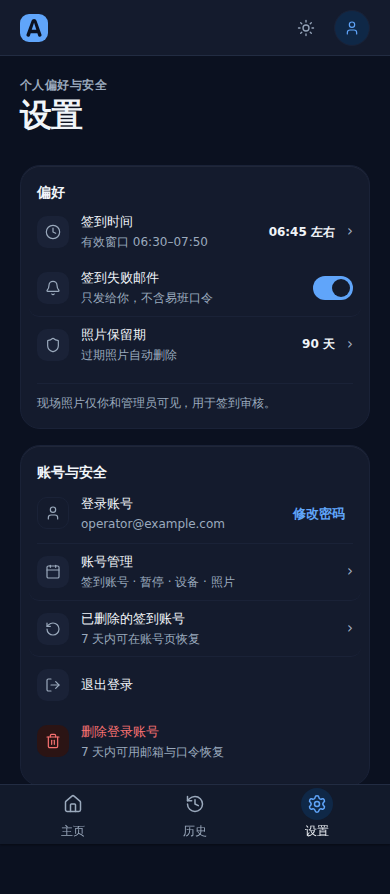 A
个人偏好与安全
设置
偏好
签到时间
有效窗口 06:30–07:50
06:45 左右
签到失败邮件
只发给你，不含易班口令
照片保留期
过期照片自动删除
90 天
现场照片仅你和管理员可见，用于签到审核。
账号与安全
登录账号
operator@example.com
修改密码
账号管理
签到账号 · 暂停 · 设备 · 照片
已删除的签到账号
7 天内可在账号页恢复
退出登录
删除登录账号
7 天内可用邮箱与口令恢复
主页
历史
设置